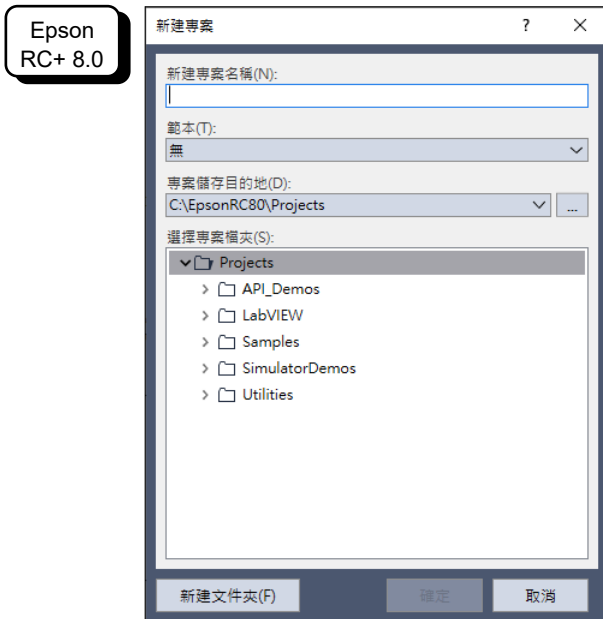 Epson
RC+ 8.0
新建專案
新建專案名稱(N):
範本(T):
無
專案儲存目的地(D):
C:\EpsonRC80\Projects
...
選擇專案檔夾(S):
Projects
API_Demos
LabVIEW
Samples
SimulatorDemos
Utilities
新建文件夾(F)
確定
取消